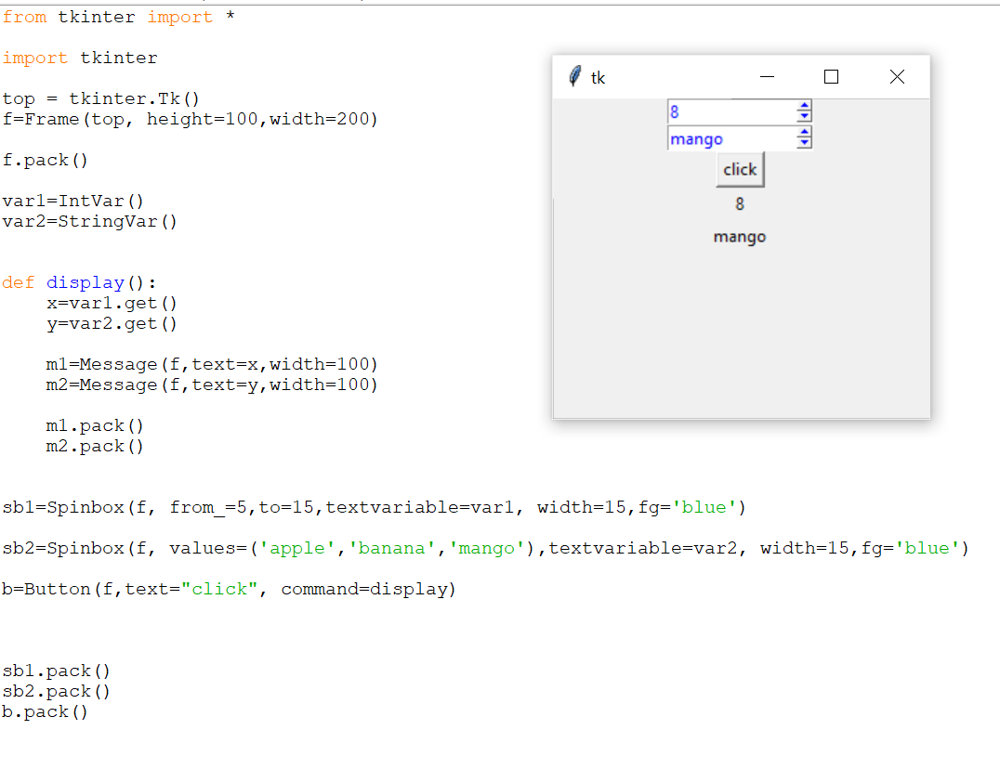 from tkinter import *
import tkinter
top = tkinter.Tk()
f=Frame(top, height=100,width=200)
f.pack()
var1=IntVar()
var2=StringVar()
def display():
    x=var1.get()
    y=var2.get()
    m1=Message(f,text=x,width=100)
    m2=Message(f,text=y,width=100)
    m1.pack()
    m2.pack()
sb1=Spinbox(f, from_=5,to=15,textvariable=var1, width=15,fg='blue')
sb2=Spinbox(f, values=('apple','banana','mango'),textvariable=var2, width=15,fg='blue')
b=Button(f,text="click", command=display)
sb1.pack()
sb2.pack()
b.pack()
tk
8
mango
click
8
mango